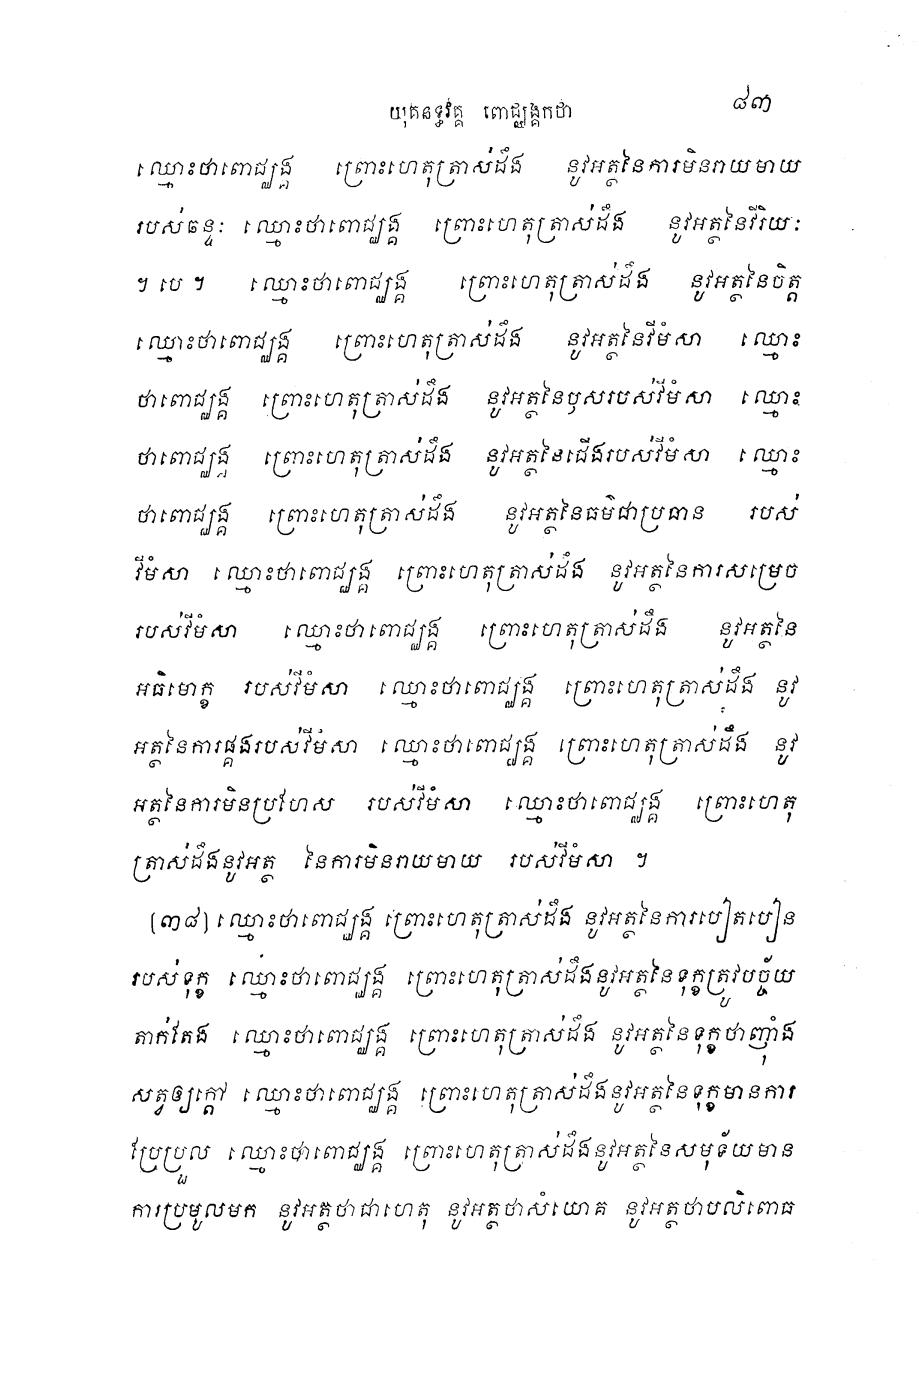 យុគនទ្ធវគ្គ ពោជ្ឈង្គកថា ៨៣
ឈ្មោះថាពោជ្ឈង្គ ព្រោះហេតុត្រាស់ដឹង នូវអត្ថនៃការមិនរាយមាយ
របស់ឆន្ទៈ ឈ្មោះថាពោជ្ឈង្គ ព្រោះហេតុត្រាស់ដឹង នូវអត្ថនៃវីរិយៈ
។ បេ ។ ឈ្មោះថាពោជ្ឈង្គ ព្រោះហេតុត្រាស់ដឹង នូវអត្ថនៃចិត្ត
ឈ្មោះថាពោជ្ឈង្គ ព្រោះហេតុត្រាស់ដឹង នូវអត្ថនៃវីមំសា ឈ្មោះ
ថាពោជ្ឈង្គ ព្រោះហេតុត្រាស់ដឹង នូវអត្ថនៃឫសរបស់វីមំសា ឈ្មោះ
ថាពោជ្ឈង្គ ព្រោះហេតុត្រាស់ដឹង នូវអត្ថនៃជើងរបស់វីមំសា ឈ្មោះ
ថាពោជ្ឈង្គ ព្រោះហេតុត្រាស់ដឹង នូវអត្ថនៃធម៌ជាប្រធាន របស់
វីមំសា ឈ្មោះថាពោជ្ឈង្គ ព្រោះហេតុត្រាស់ដឹង នូវអត្ថនៃការសម្រេច
របស់វីមំសា ឈ្មោះថាពោជ្ឈង្គ ព្រោះហេតុត្រាស់ដឹង នូវអត្ថនៃ
អធិមោក្ខ របស់វីមំសា ឈ្មោះថាពោជ្ឈង្គ ព្រោះហេតុត្រាស់ដឹង នូវ
អត្ថនៃការផ្គងរបស់វីមំសា ឈ្មោះថាពោជ្ឈង្គ ព្រោះហេតុត្រាស់ដឹង នូវ
អត្ថនៃការមិនប្រហែស របស់វីមំសា ឈ្មោះថាពោជ្ឈង្គ ព្រោះហេតុ
ត្រាស់ដឹងនូវអត្ថ នៃការមិនរាយមាយ របស់វីមំសា ។
(៣៨) ឈ្មោះថាពោជ្ឈង្គ ព្រោះហេតុត្រាស់ដឹង នូវអត្ថនៃការបៀតបៀន
របស់ទុក្ខ ឈ្មោះថាពោជ្ឈង្គ ព្រោះហេតុត្រាស់ដឹងនូវអត្ថនៃទុក្ខត្រូវបច្ច័យ
តាក់តែង ឈ្មោះថាពោជ្ឈង្គ ព្រោះហេតុត្រាស់ដឹង នូវអត្ថនៃទុក្ខថាញ៉ាំង
សត្វឲ្យក្តៅ ឈ្មោះថាពោជ្ឈង្គ ព្រោះហេតុត្រាស់ដឹងនូវអត្ថនៃទុក្ខមានការ
ប្រែប្រួល ឈ្មោះថាពោជ្ឈង្គ ព្រោះហេតុត្រាស់ដឹងនូវអត្ថនៃសមុទ័យមាន
ការប្រមូលមក នូវអត្ថថាជាហេតុ នូវអត្ថថាសំយោគ នូវអត្ថថាបលិពោធ